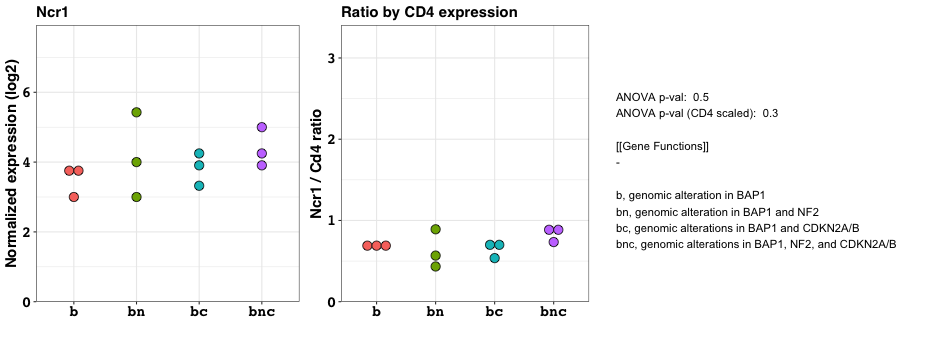 Ncr1
Normalized expression (log2)
6
4
2
0
b bn bc bnc
Ratio by CD4 expression
Ncr1 / Cd4 ratio
3
2
1
0
b bn bc bnc
ANOVA p-val:  0.5
ANOVA p-val (CD4 scaled):  0.3
[[Gene Functions]]
-
b, genomic alteration in BAP1
bn, genomic alteration in BAP1 and NF2
bc, genomic alterations in BAP1 and CDKN2A/B
bnc, genomic alterations in BAP1, NF2, and CDKN2A/B